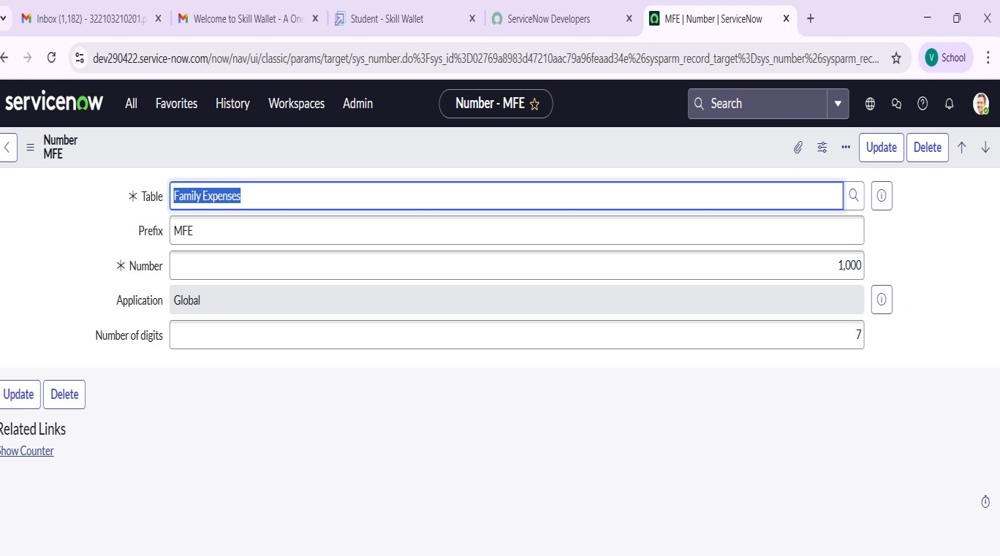 Inbox (1,182) - 322103210201.p
Welcome to Skill Wallet - A One
Student - Skill Wallet
ServiceNow Developers
MFE | Number | ServiceNow
dev290422.service-now.com/now/nav/ui/classic/params/target/sys_number.do%3Fsys_id%3D02769a8983d47210aac79a96feaad34e%26sysparm_record_target%3Dsys_number%26sysparm_rec...
V School
servicenow All Favorites History Workspaces Admin Number - MFE Search
Number
MFE
Update Delete
* Table Family Expenses
Prefix MFE
* Number 1,000
Application Global
Number of digits 7
Update Delete
Related Links
Show Counter